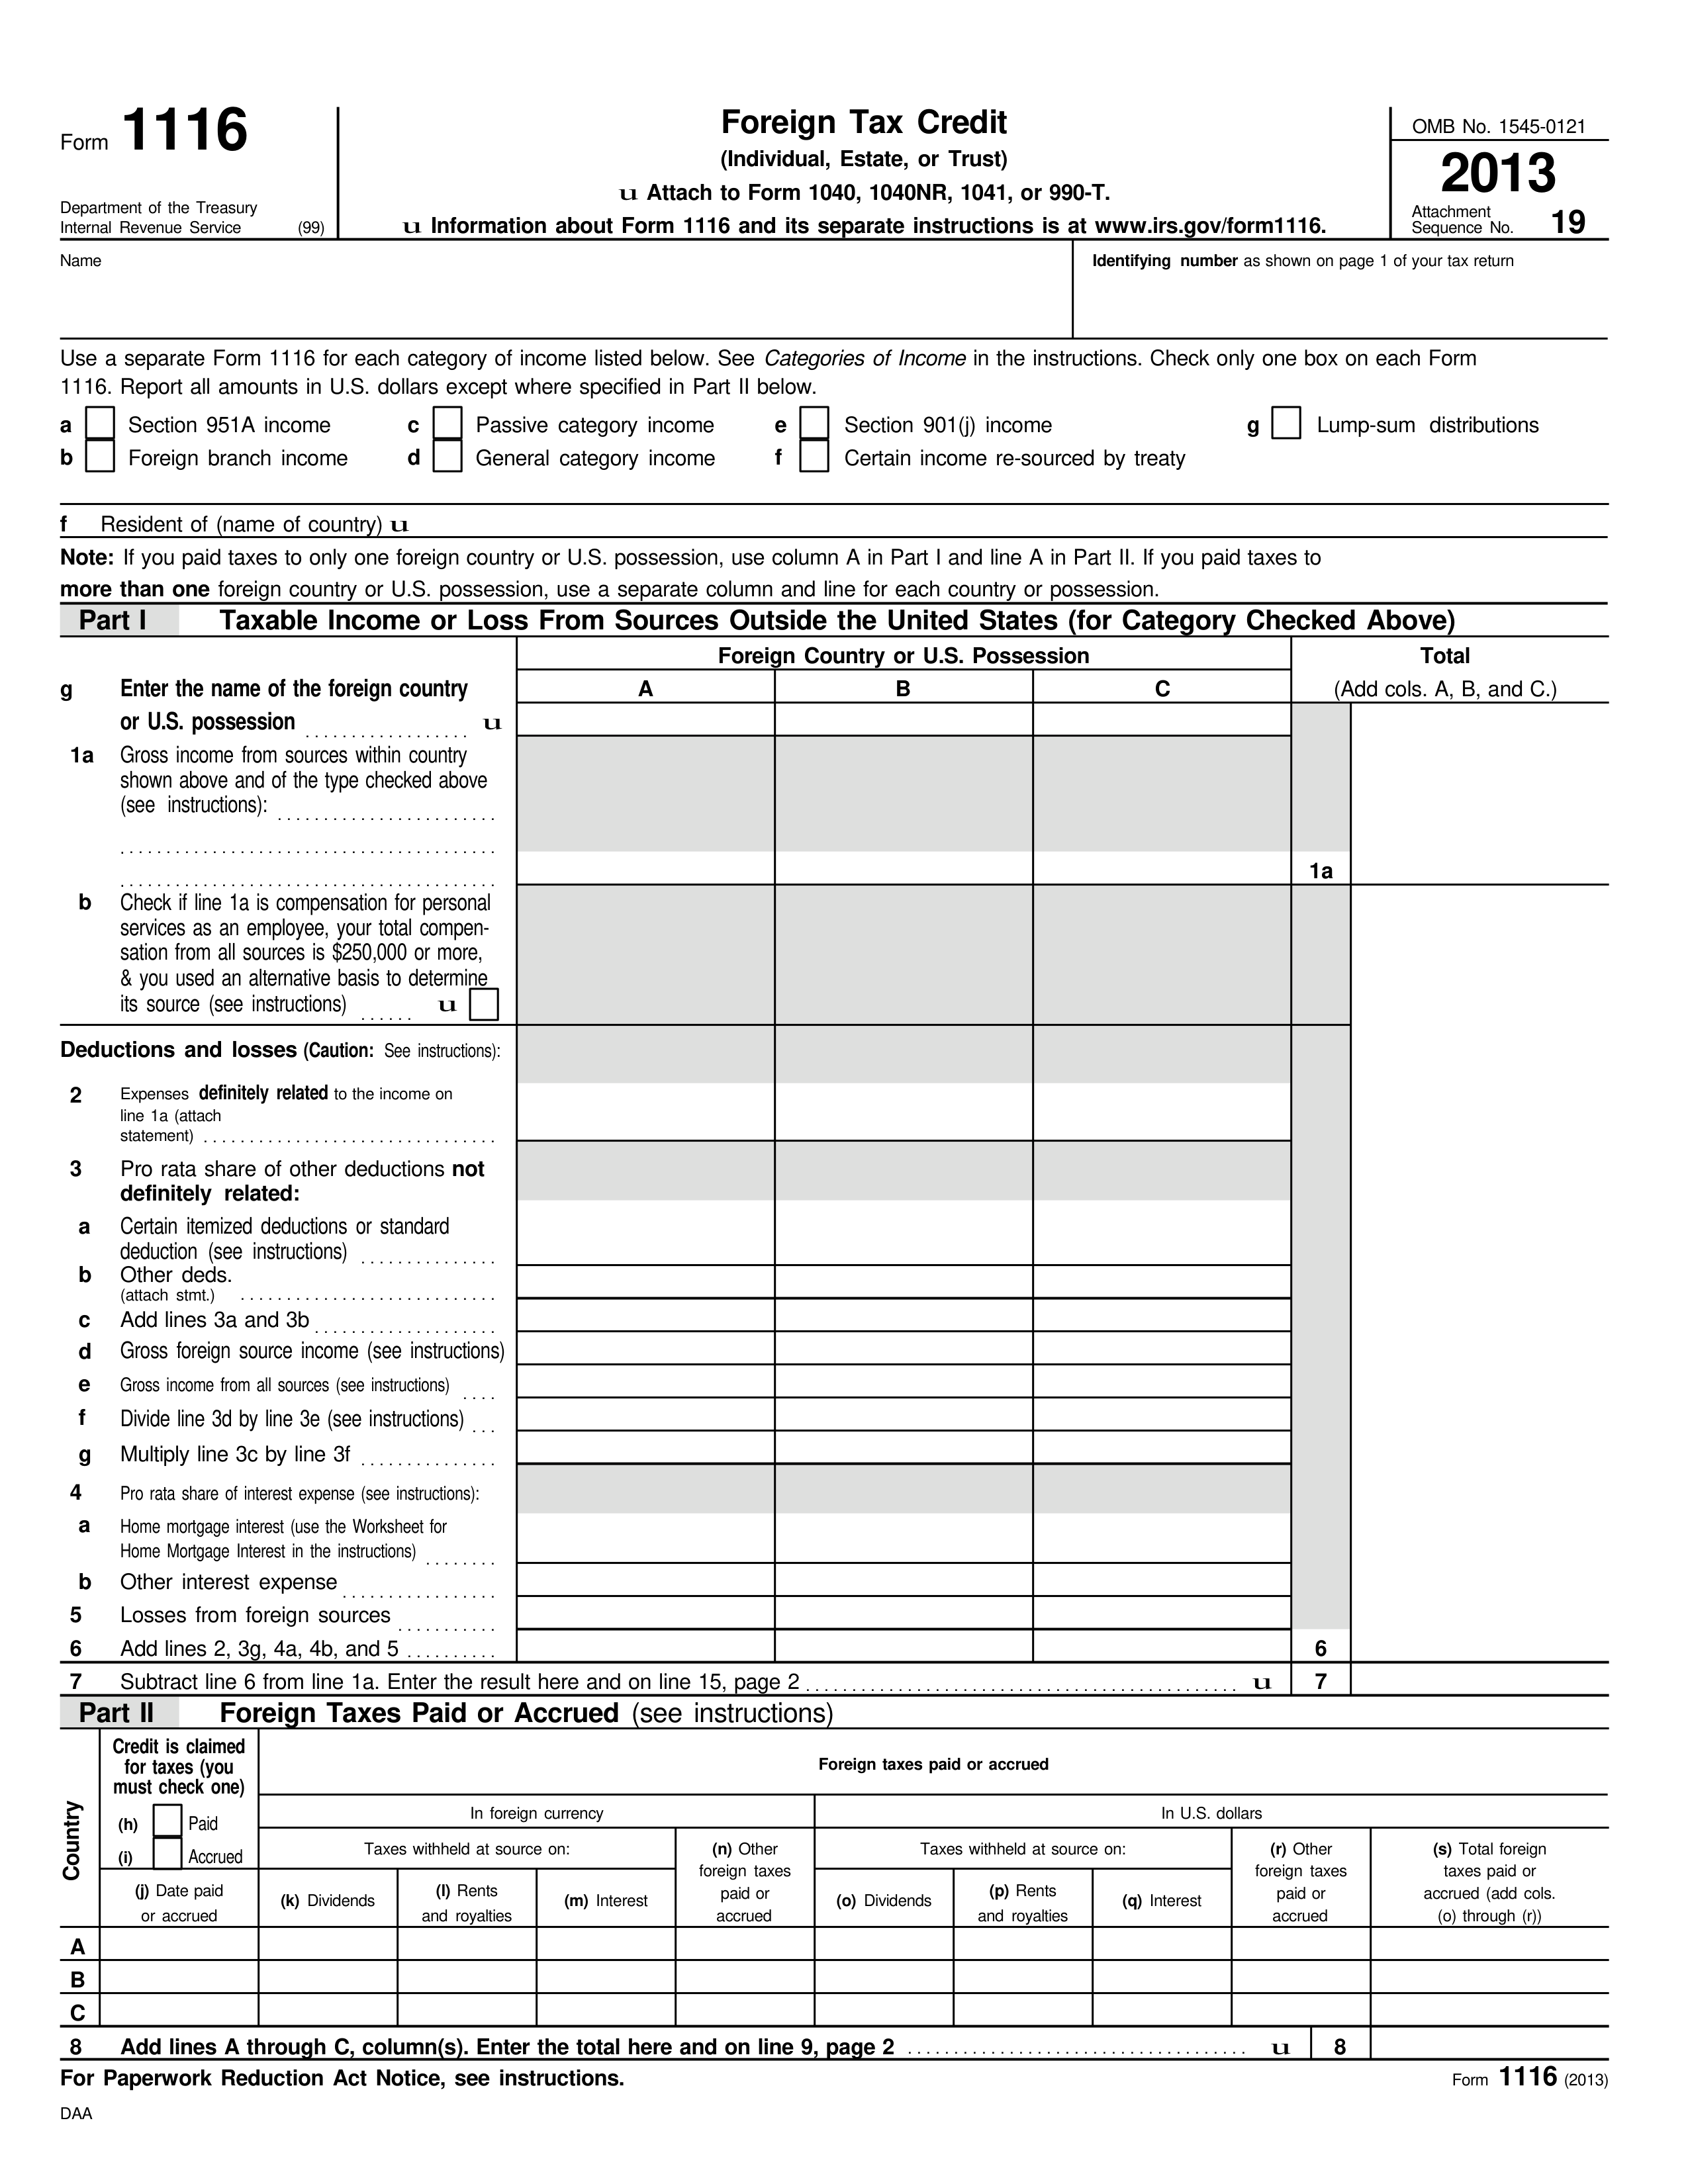 Form 1116
Department of the Treasury
Internal Revenue Service (99)
Foreign Tax Credit
(Individual, Estate, or Trust)
u Attach to Form 1040, 1040NR, 1041, or 990-T.
u Information about Form 1116 and its separate instructions is at www.irs.gov/form1116.
OMB No. 1545-0121
2013
Attachment
Sequence No. 19
Name
Identifying number as shown on page 1 of your tax return
Use a separate Form 1116 for each category of income listed below. See Categories of Income in the instructions. Check only one box on each Form
1116. Report all amounts in U.S. dollars except where specified in Part II below.
a Section 951A income c Passive category income e Section 901(j) income g Lump-sum distributions
b Foreign branch income d General category income f Certain income re-sourced by treaty
f Resident of (name of country) u
Note: If you paid taxes to only one foreign country or U.S. possession, use column A in Part I and line A in Part II. If you paid taxes to
more than one foreign country or U.S. possession, use a separate column and line for each country or possession.
Part I Taxable Income or Loss From Sources Outside the United States (for Category Checked Above)
Foreign Country or U.S. Possession Total
g Enter the name of the foreign country A B C (Add cols. A, B, and C.)
or U.S. possession . . . . . . . . . . . . . . . . . . u
1a Gross income from sources within country
shown above and of the type checked above
(see instructions): . . . . . . . . . . . . . . . . . . . . . . . .
. . . . . . . . . . . . . . . . . . . . . . . . . . . . . . . . . . . . . . . . .
. . . . . . . . . . . . . . . . . . . . . . . . . . . . . . . . . . . . . . . . . 1a
b Check if line 1a is compensation for personal
services as an employee, your total compen-
sation from all sources is $250,000 or more,
& you used an alternative basis to determine
its source (see instructions) . . . . . . u
Deductions and losses (Caution: See instructions):
2 Expenses definitely related to the income on
line 1a (attach
statement) . . . . . . . . . . . . . . . . . . . . . . . . . . . . . . . .
3 Pro rata share of other deductions not
definitely related:
a Certain itemized deductions or standard
deduction (see instructions) . . . . . . . . . . . . . . .
b Other deds.
(attach stmt.) . . . . . . . . . . . . . . . . . . . . . . . . . . . .
c Add lines 3a and 3b . . . . . . . . . . . . . . . . . . . .
d Gross foreign source income (see instructions)
e Gross income from all sources (see instructions) . . . .
f Divide line 3d by line 3e (see instructions) . . .
g Multiply line 3c by line 3f . . . . . . . . . . . . . . .
4 Pro rata share of interest expense (see instructions):
a Home mortgage interest (use the Worksheet for
Home Mortgage Interest in the instructions) . . . . . . . .
b Other interest expense . . . . . . . . . . . . . . . . .
5 Losses from foreign sources . . . . . . . . . . .
6 Add lines 2, 3g, 4a, 4b, and 5 . . . . . . . . . . 6
7 Subtract line 6 from line 1a. Enter the result here and on line 15, page 2 . . . . . . . . . . . . . . . . . . . . . . . . . . . . . . . . . . . . . . . . . . . . . . . u 7
Part II Foreign Taxes Paid or Accrued (see instructions)
Country
Credit is claimed
for taxes (you
must check one)
(h) Paid
(i) Accrued
(j) Date paid
or accrued
Foreign taxes paid or accrued
In foreign currency
In U.S. dollars
Taxes withheld at source on:
(k) Dividends
(l) Rents
and royalties
(m) Interest
(n) Other
foreign taxes
paid or
accrued
Taxes withheld at source on:
(o) Dividends
(p) Rents
and royalties
(q) Interest
(r) Other
foreign taxes
paid or
accrued
(s) Total foreign
taxes paid or
accrued (add cols.
(o) through (r))
A
B
C
8 Add lines A through C, column(s). Enter the total here and on line 9, page 2 . . . . . . . . . . . . . . . . . . . . . . . . . . . . . . . . . . . . . u 8
For Paperwork Reduction Act Notice, see instructions. Form 1116 (2013)
DAA